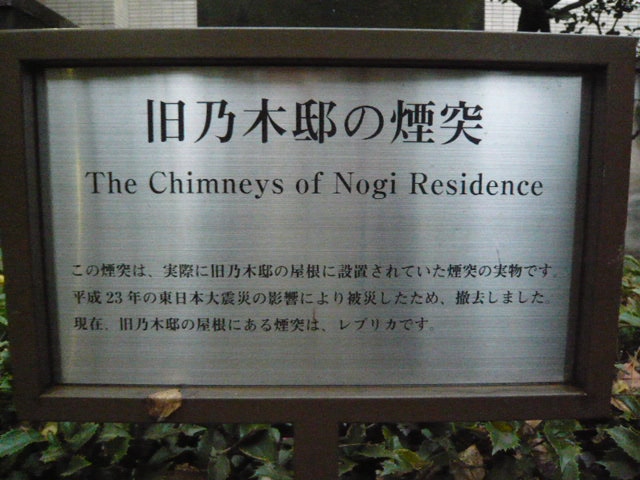 旧乃木邸の煙突
The Chimneys of Nogi Residence
この煙突は、実際に旧乃木邸の屋根に設置されていた煙突の実物です。
平成23年の東日本大震災の影響により被災したため、撤去しました。
現在、旧乃木邸の屋根にある煙突は、レプリカです。